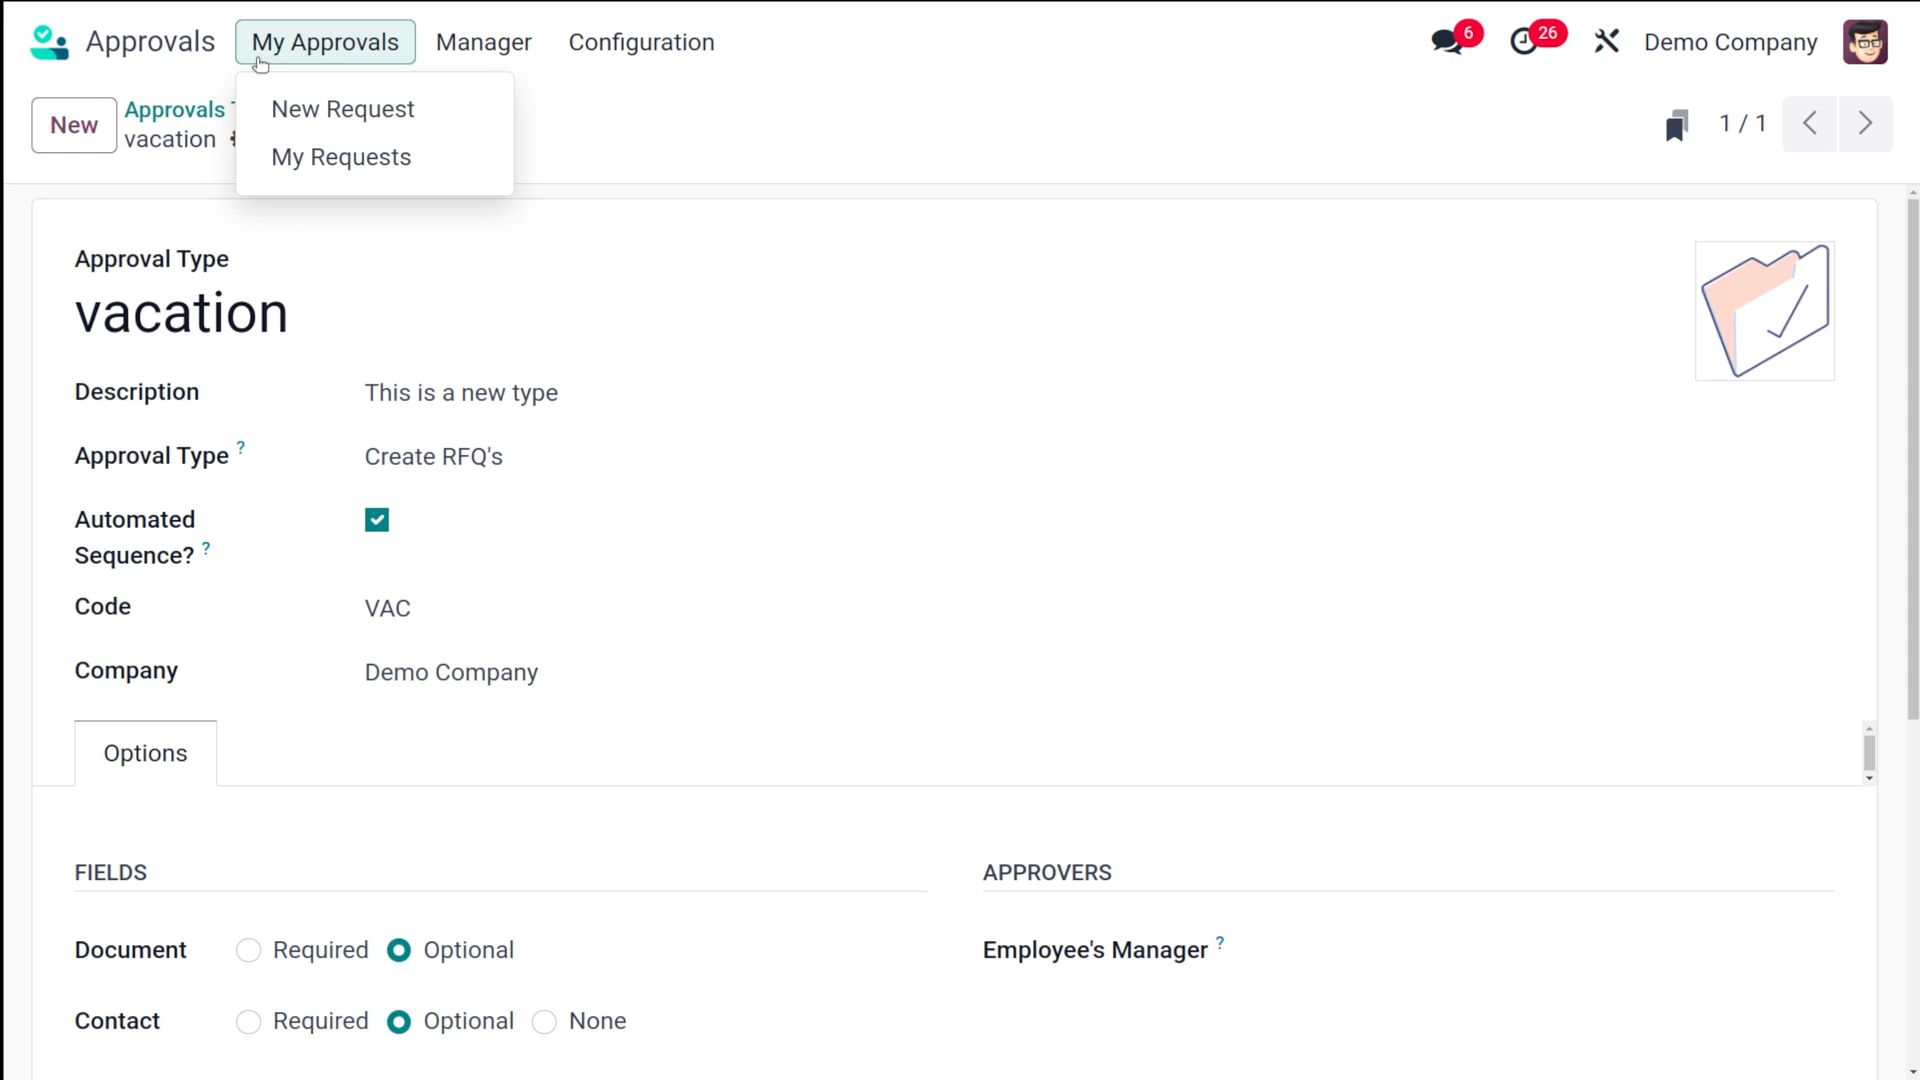 Approvals My Approvals Manager Configuration 6 26 Demo Company
New Request
My Requests
New Approvals
vacation
1 / 1
Approval Type
vacation
Description This is a new type
Approval Type ? Create RFQ's
Automated
Sequence? ?
Code VAC
Company Demo Company
Options
FIELDS
Document Required Optional
Contact Required Optional None
APPROVERS
Employee's Manager ?